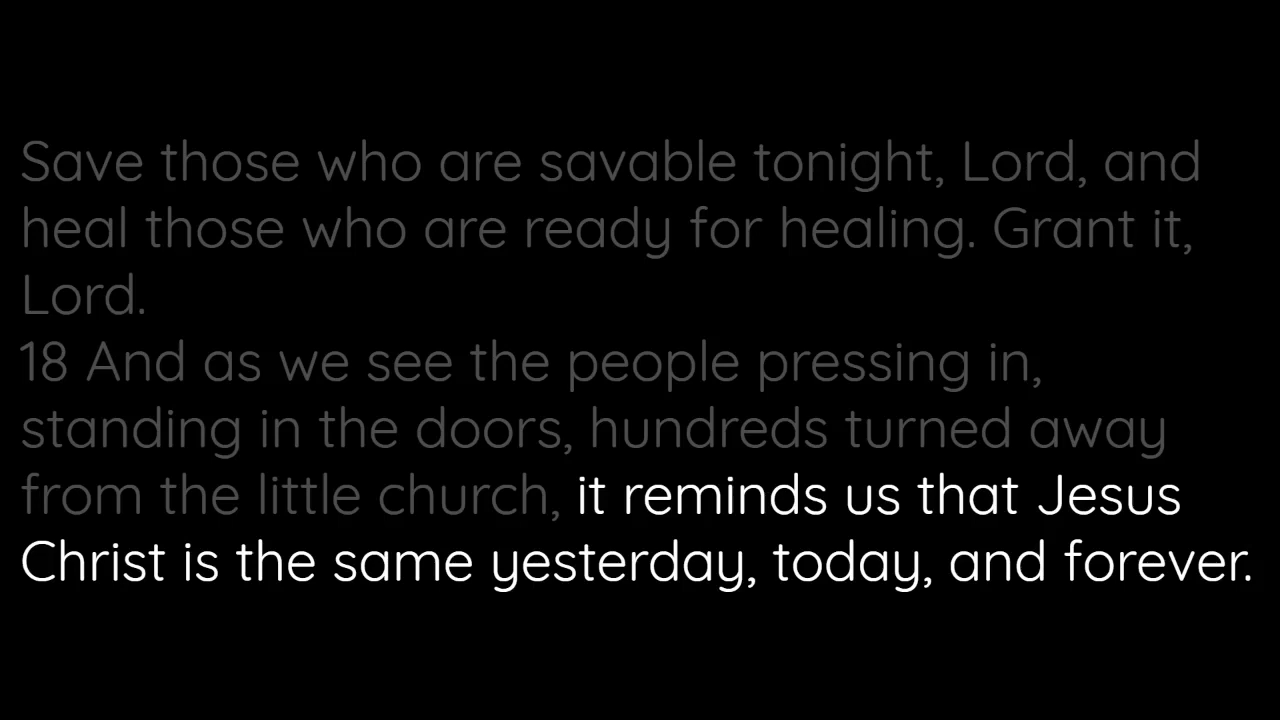 Save those who are savable tonight, Lord, and
heal those who are ready for healing. Grant it,
Lord.
18 And as we see the people pressing in,
standing in the doors, hundreds turned away
from the little church, it reminds us that Jesus
Christ is the same yesterday, today, and forever.